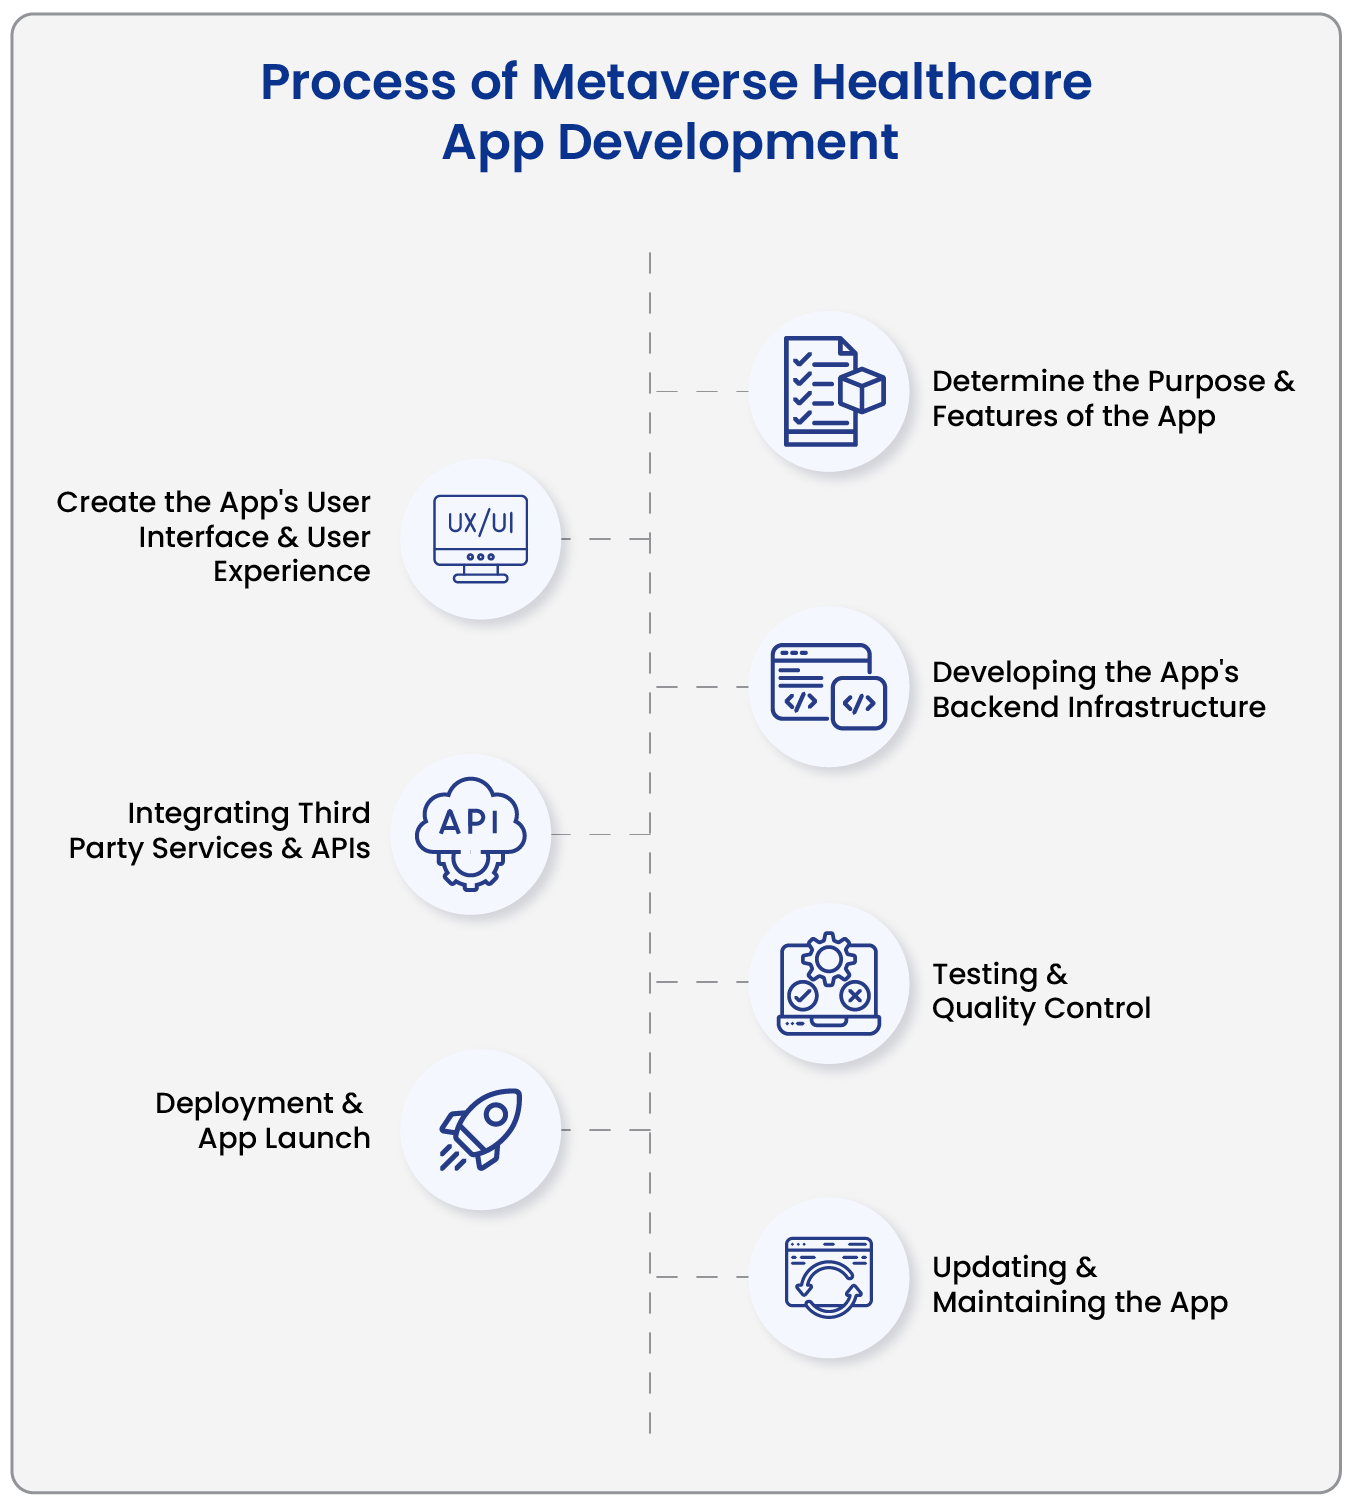 Process of Metaverse Healthcare
App Development
Determine the Purpose &
Features of the App
Create the App's User
Interface & User
Experience
UX/UI
Developing the App's
Backend Infrastructure
</>
</>
Integrating Third
Party Services & APIs
API
Testing &
Quality Control
Deployment &
App Launch
Updating &
Maintaining the App